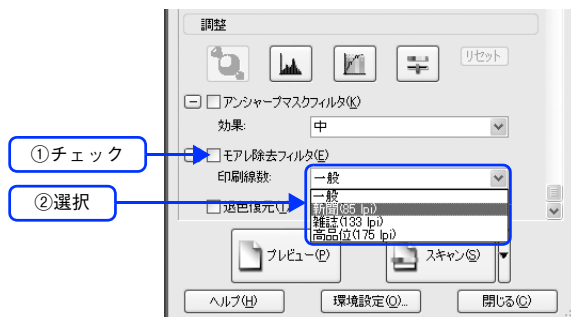 調整
リセット
アンシャープマスクフィルタ(K)
効果: 中
①チェック
モアレ除去フィルタ(E)
印刷線数: 一般
②選択
一般
新聞(85 lpi)
退色復元(
雑誌(133 lpi)
高品位(175 lpi)
プレビュー(P)
スキャン(S)
ヘルプ(H)
環境設定(O)...
閉じる(C)